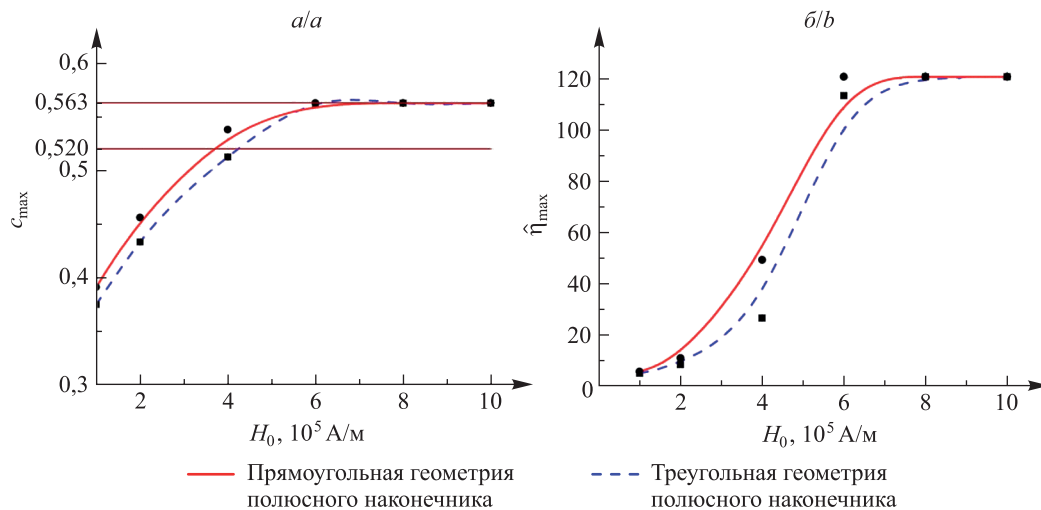 а/a
0,6
0,563
0,520
0,5
0,4
0,3
c_max
2 4 6 8 10
H_0, 10^5 А/м
б/b
120
100
80
60
40
20
0
η̂_max
2 4 6 8 10
H_0, 10^5 А/м
Прямоугольная геометрия
полюсного наконечника
Треугольная геометрия
полюсного наконечника